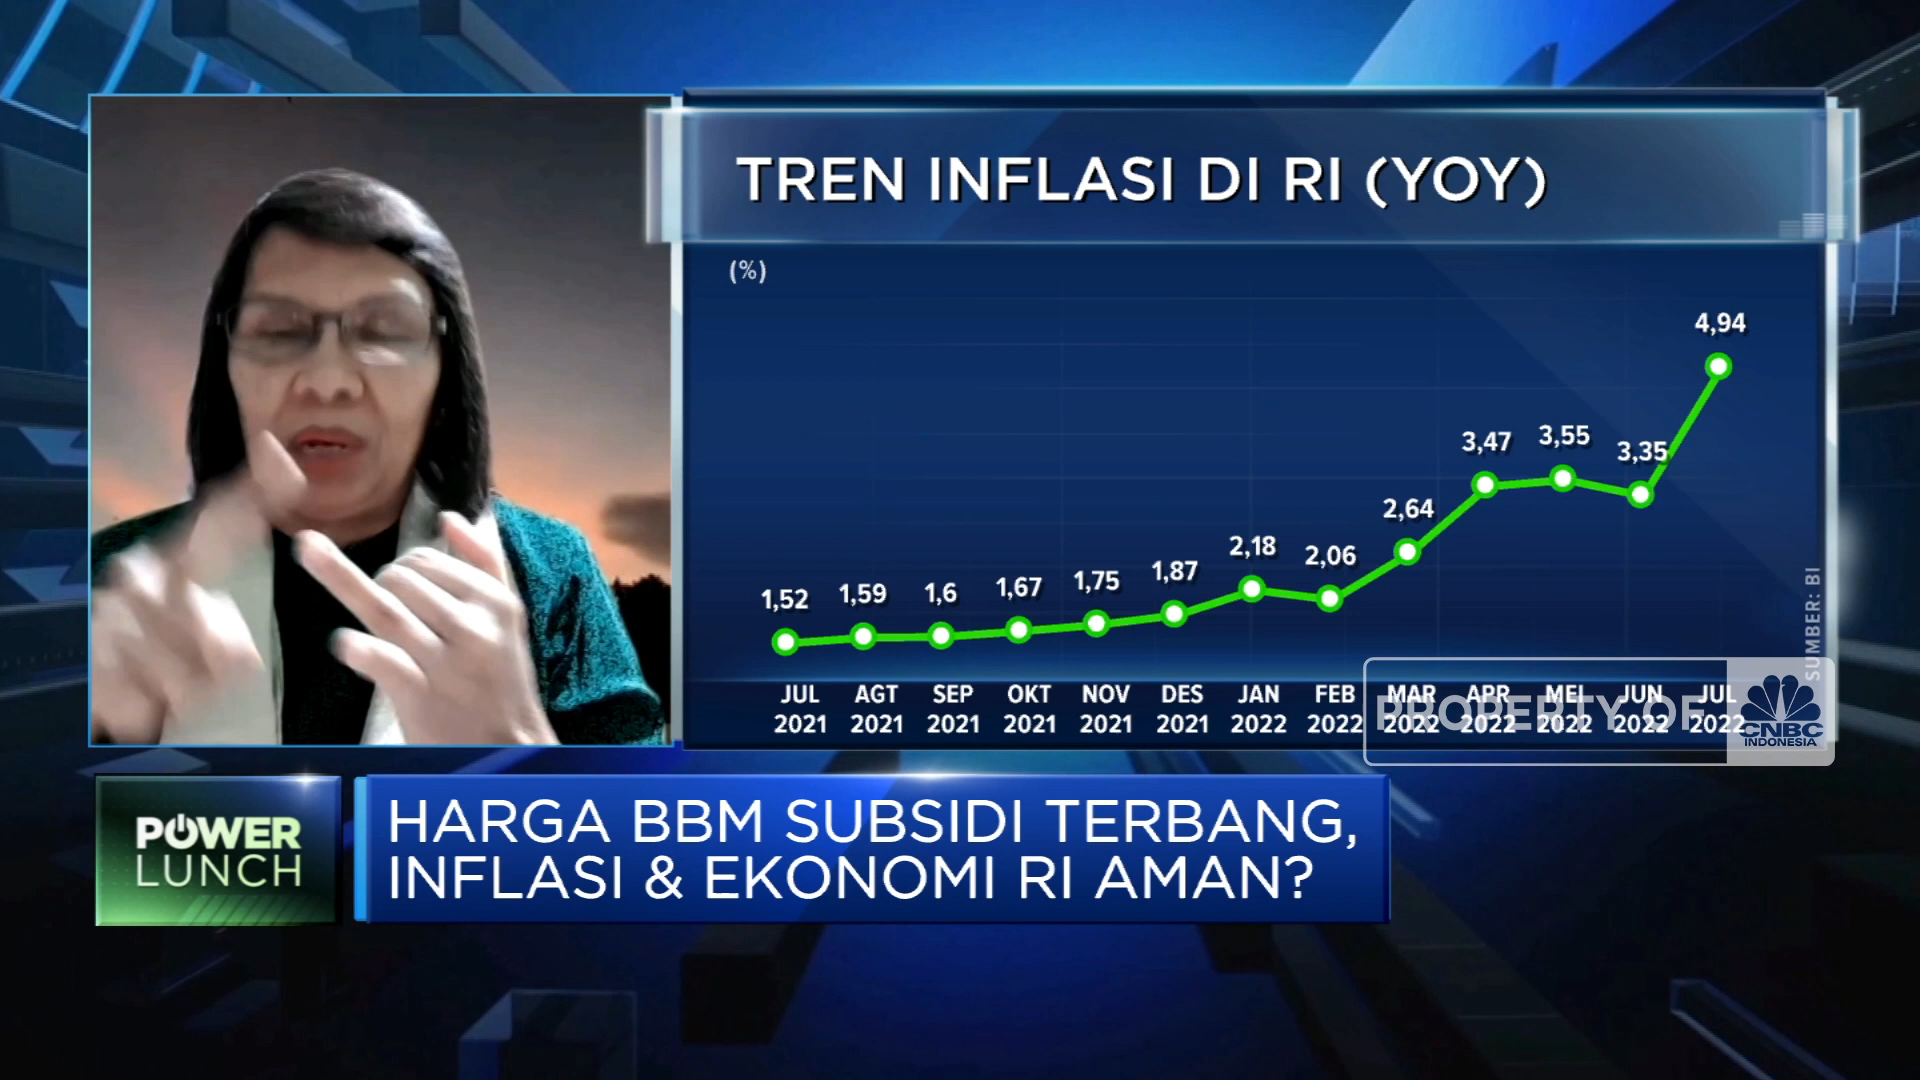 TREN INFLASI DI RI (YOY)
(%)
4,94
3,47
3,55
3,35
2,64
2,18
2,06
1,52
1,59
1,6
1,67
1,75
1,87
SUMBER: BI
JUL AGT SEP OKT NOV DES JAN FEB MAR APR MEI JUN JUL
2021 2021 2021 2021 2021 2021 2022 2022 2022 2022 2022 2022 2022
PROPERTY OF
CNBC
INDONESIA
POWER
LUNCH
HARGA BBM SUBSIDI TERBANG,
INFLASI & EKONOMI RI AMAN?